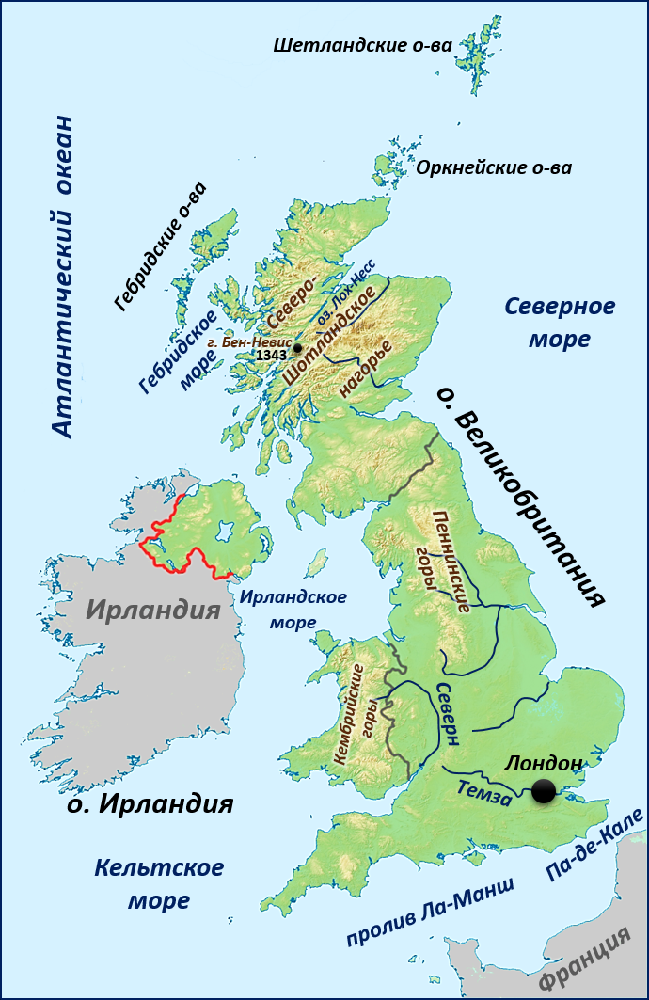 Шетландские о-ва
Оркнейские о-ва
Атлантический океан
Гебридские о-ва
Северное
море
Гебридское
море
оз. Лох-Несс
Северо-
Шотландское
нагорье
г. Бен-Невис
1343
о. Великобритания
Пеннинские
горы
Ирландия
Ирландское
море
Кембрийские
горы
Северн
Лондон
Темза
о. Ирландия
Кельтское
море
Па-де-Кале
пролив Ла-Манш
Франция